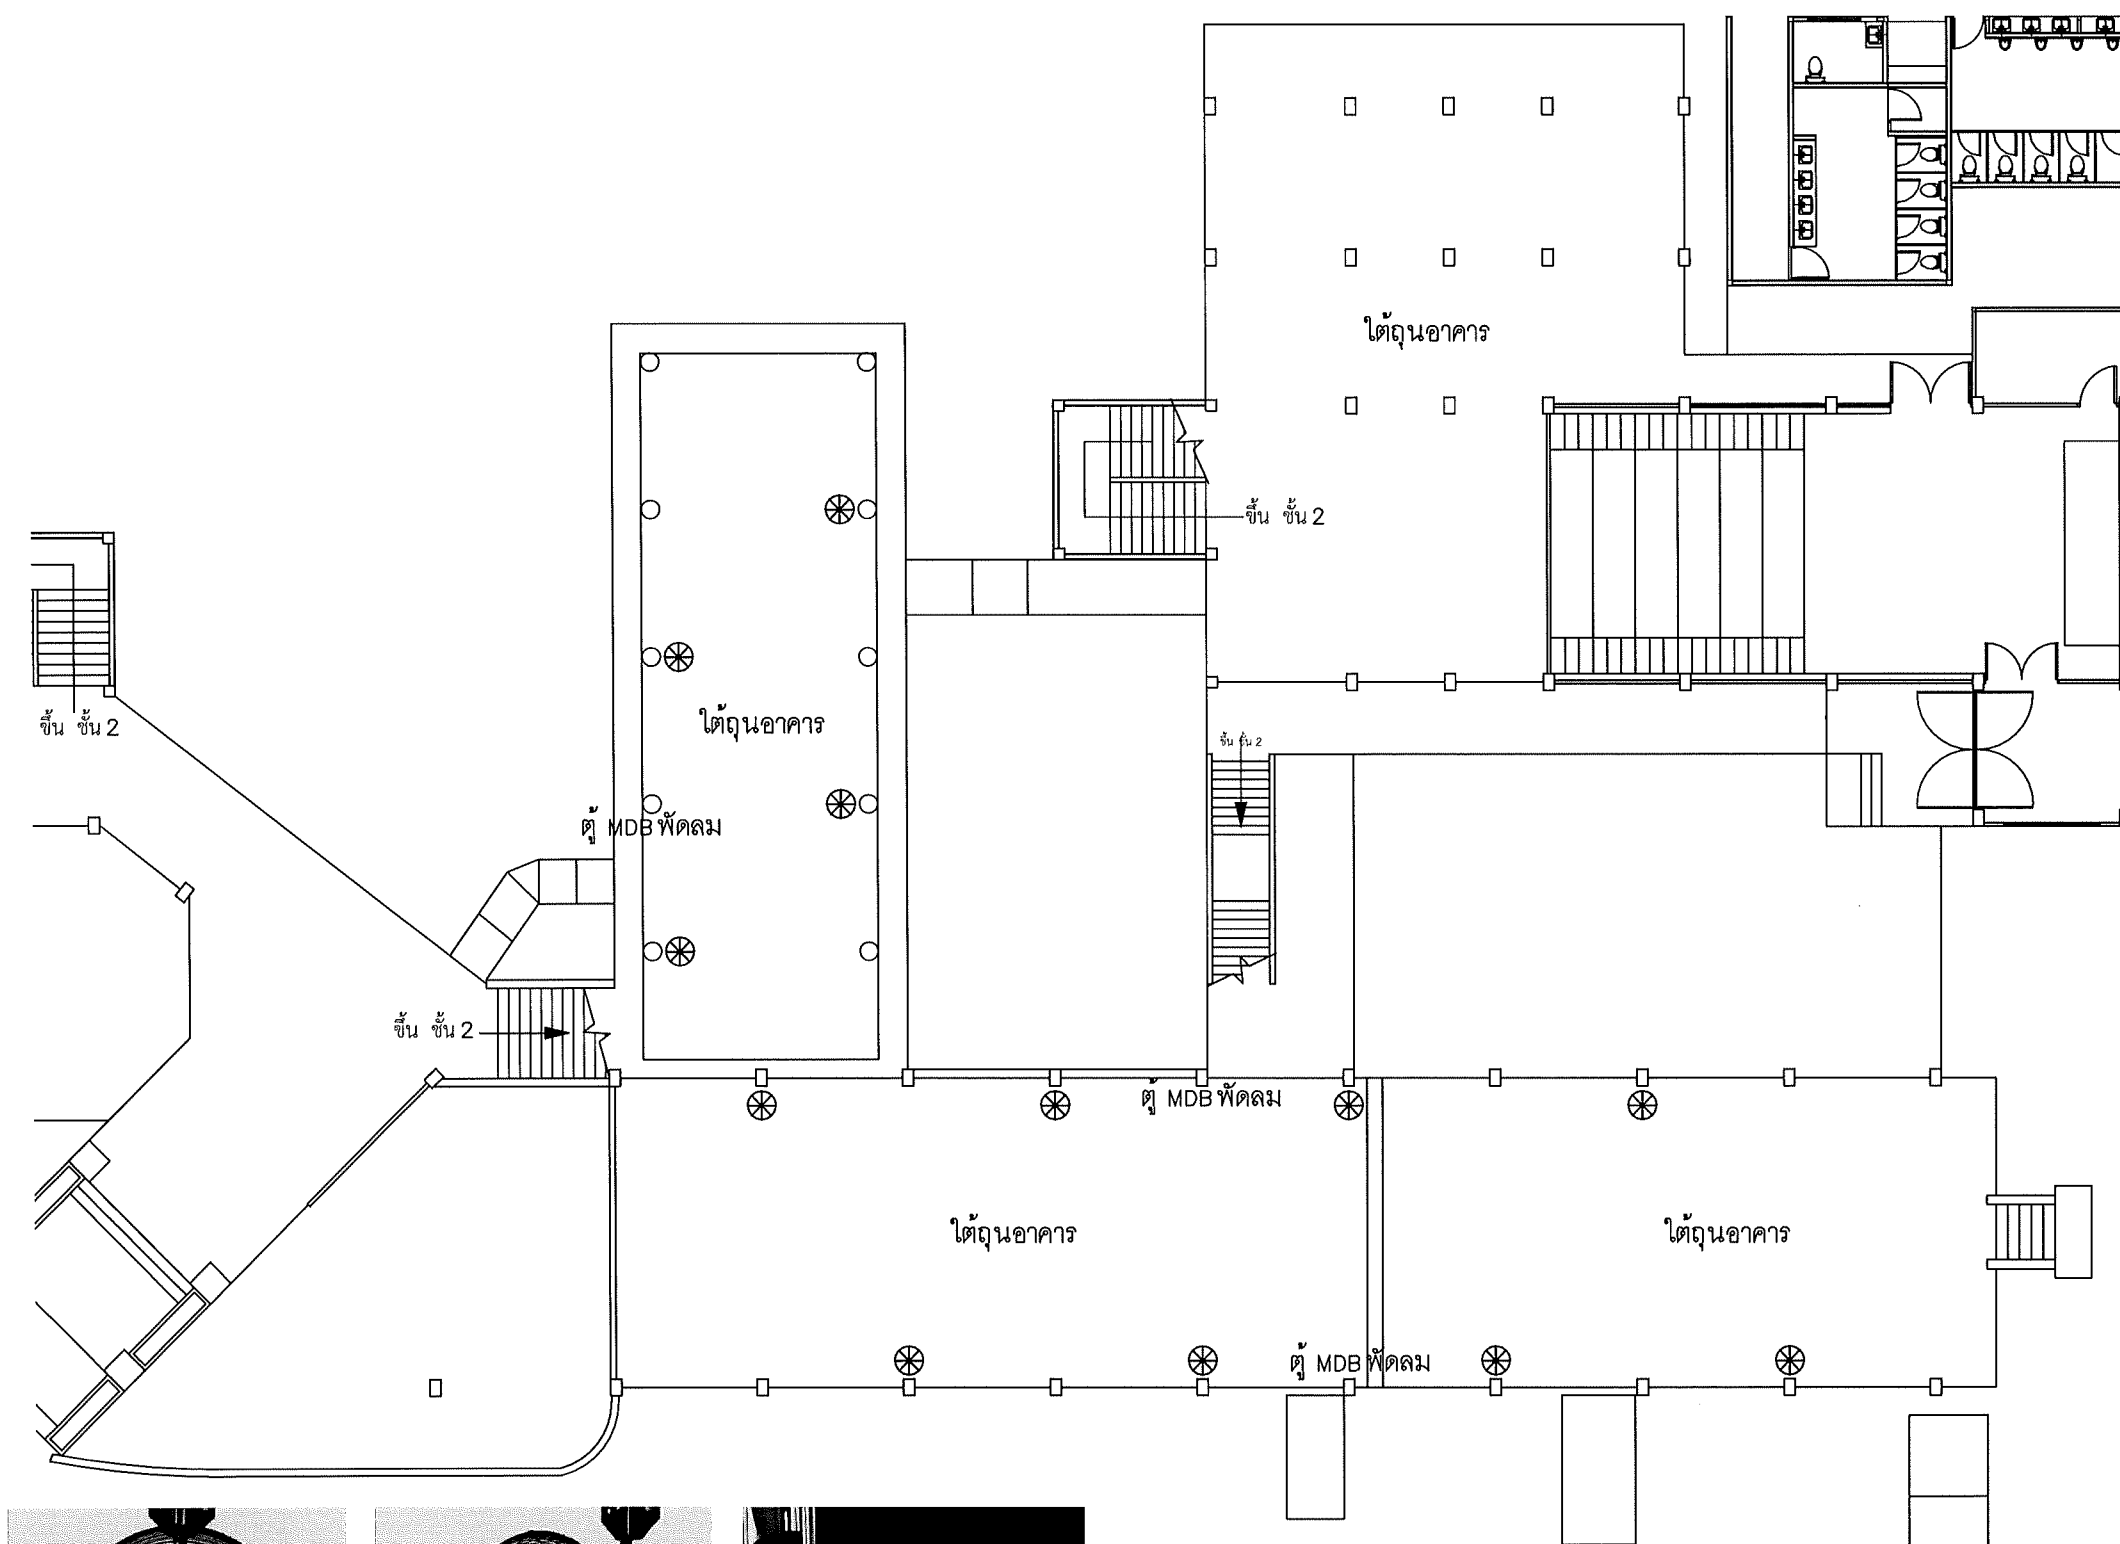 ใต้ถุนอาคาร
ขึ้น ชั้น 2
ขึ้น ชั้น 2
ใต้ถุนอาคาร
ขึ้น ชั้น 2
ตู้ MDB พัดลม
ขึ้น ชั้น 2
ตู้ MDB พัดลม
ใต้ถุนอาคาร
ใต้ถุนอาคาร
ตู้ MDB พัดลม